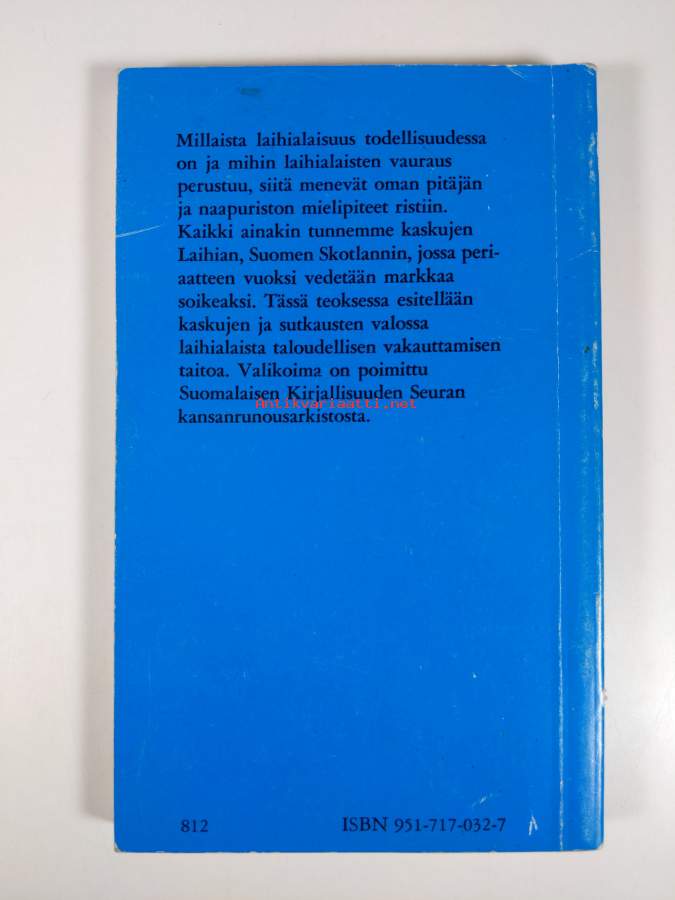 Millaista laihialaisuus todellisuudessa
on ja mihin laihialaisten vauraus
perustuu, siitä menevät oman pitäjän
ja naapuriston mielipiteet ristiin.
Kaikki ainakin tunnemme kaskujen
Laihian, Suomen Skotlannin, jossa peri-
aatteen vuoksi vedetään markkaa
soikeaksi. Tässä teoksessa esitellään
kaskujen ja sutkausten valossa
laihialaista taloudellisen vakauttamisen
taitoa. Valikoima on poimittu
Suomalaisen Kirjallisuuden Seuran
Antikvariaatti.net
kansanrunousarkistosta.
812 ISBN 951-717-032-7